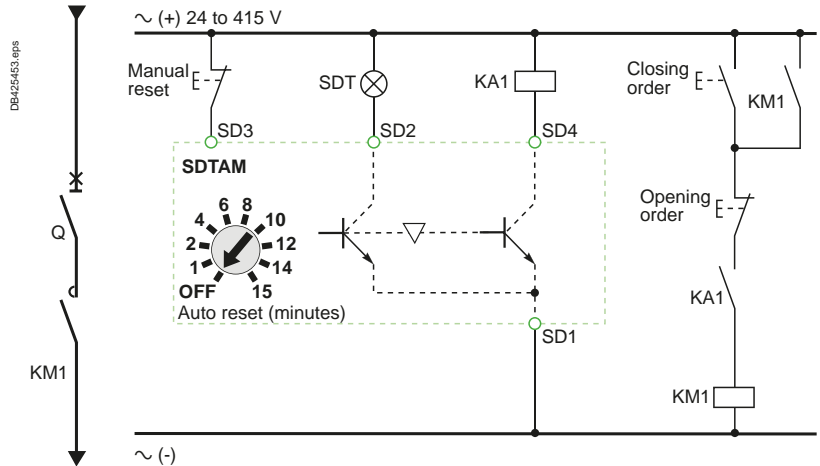 DB425453.eps
∿ (+) 24 to 415 V
Manual
reset
SDT
KA1
Closing
order
KM1
SD3
SD2
SD4
SDTAM
Q
6 8
4 10
2 12
1 14
OFF 15
Auto reset (minutes)
Opening
order
KA1
SD1
KM1
KM1
∿ (-)